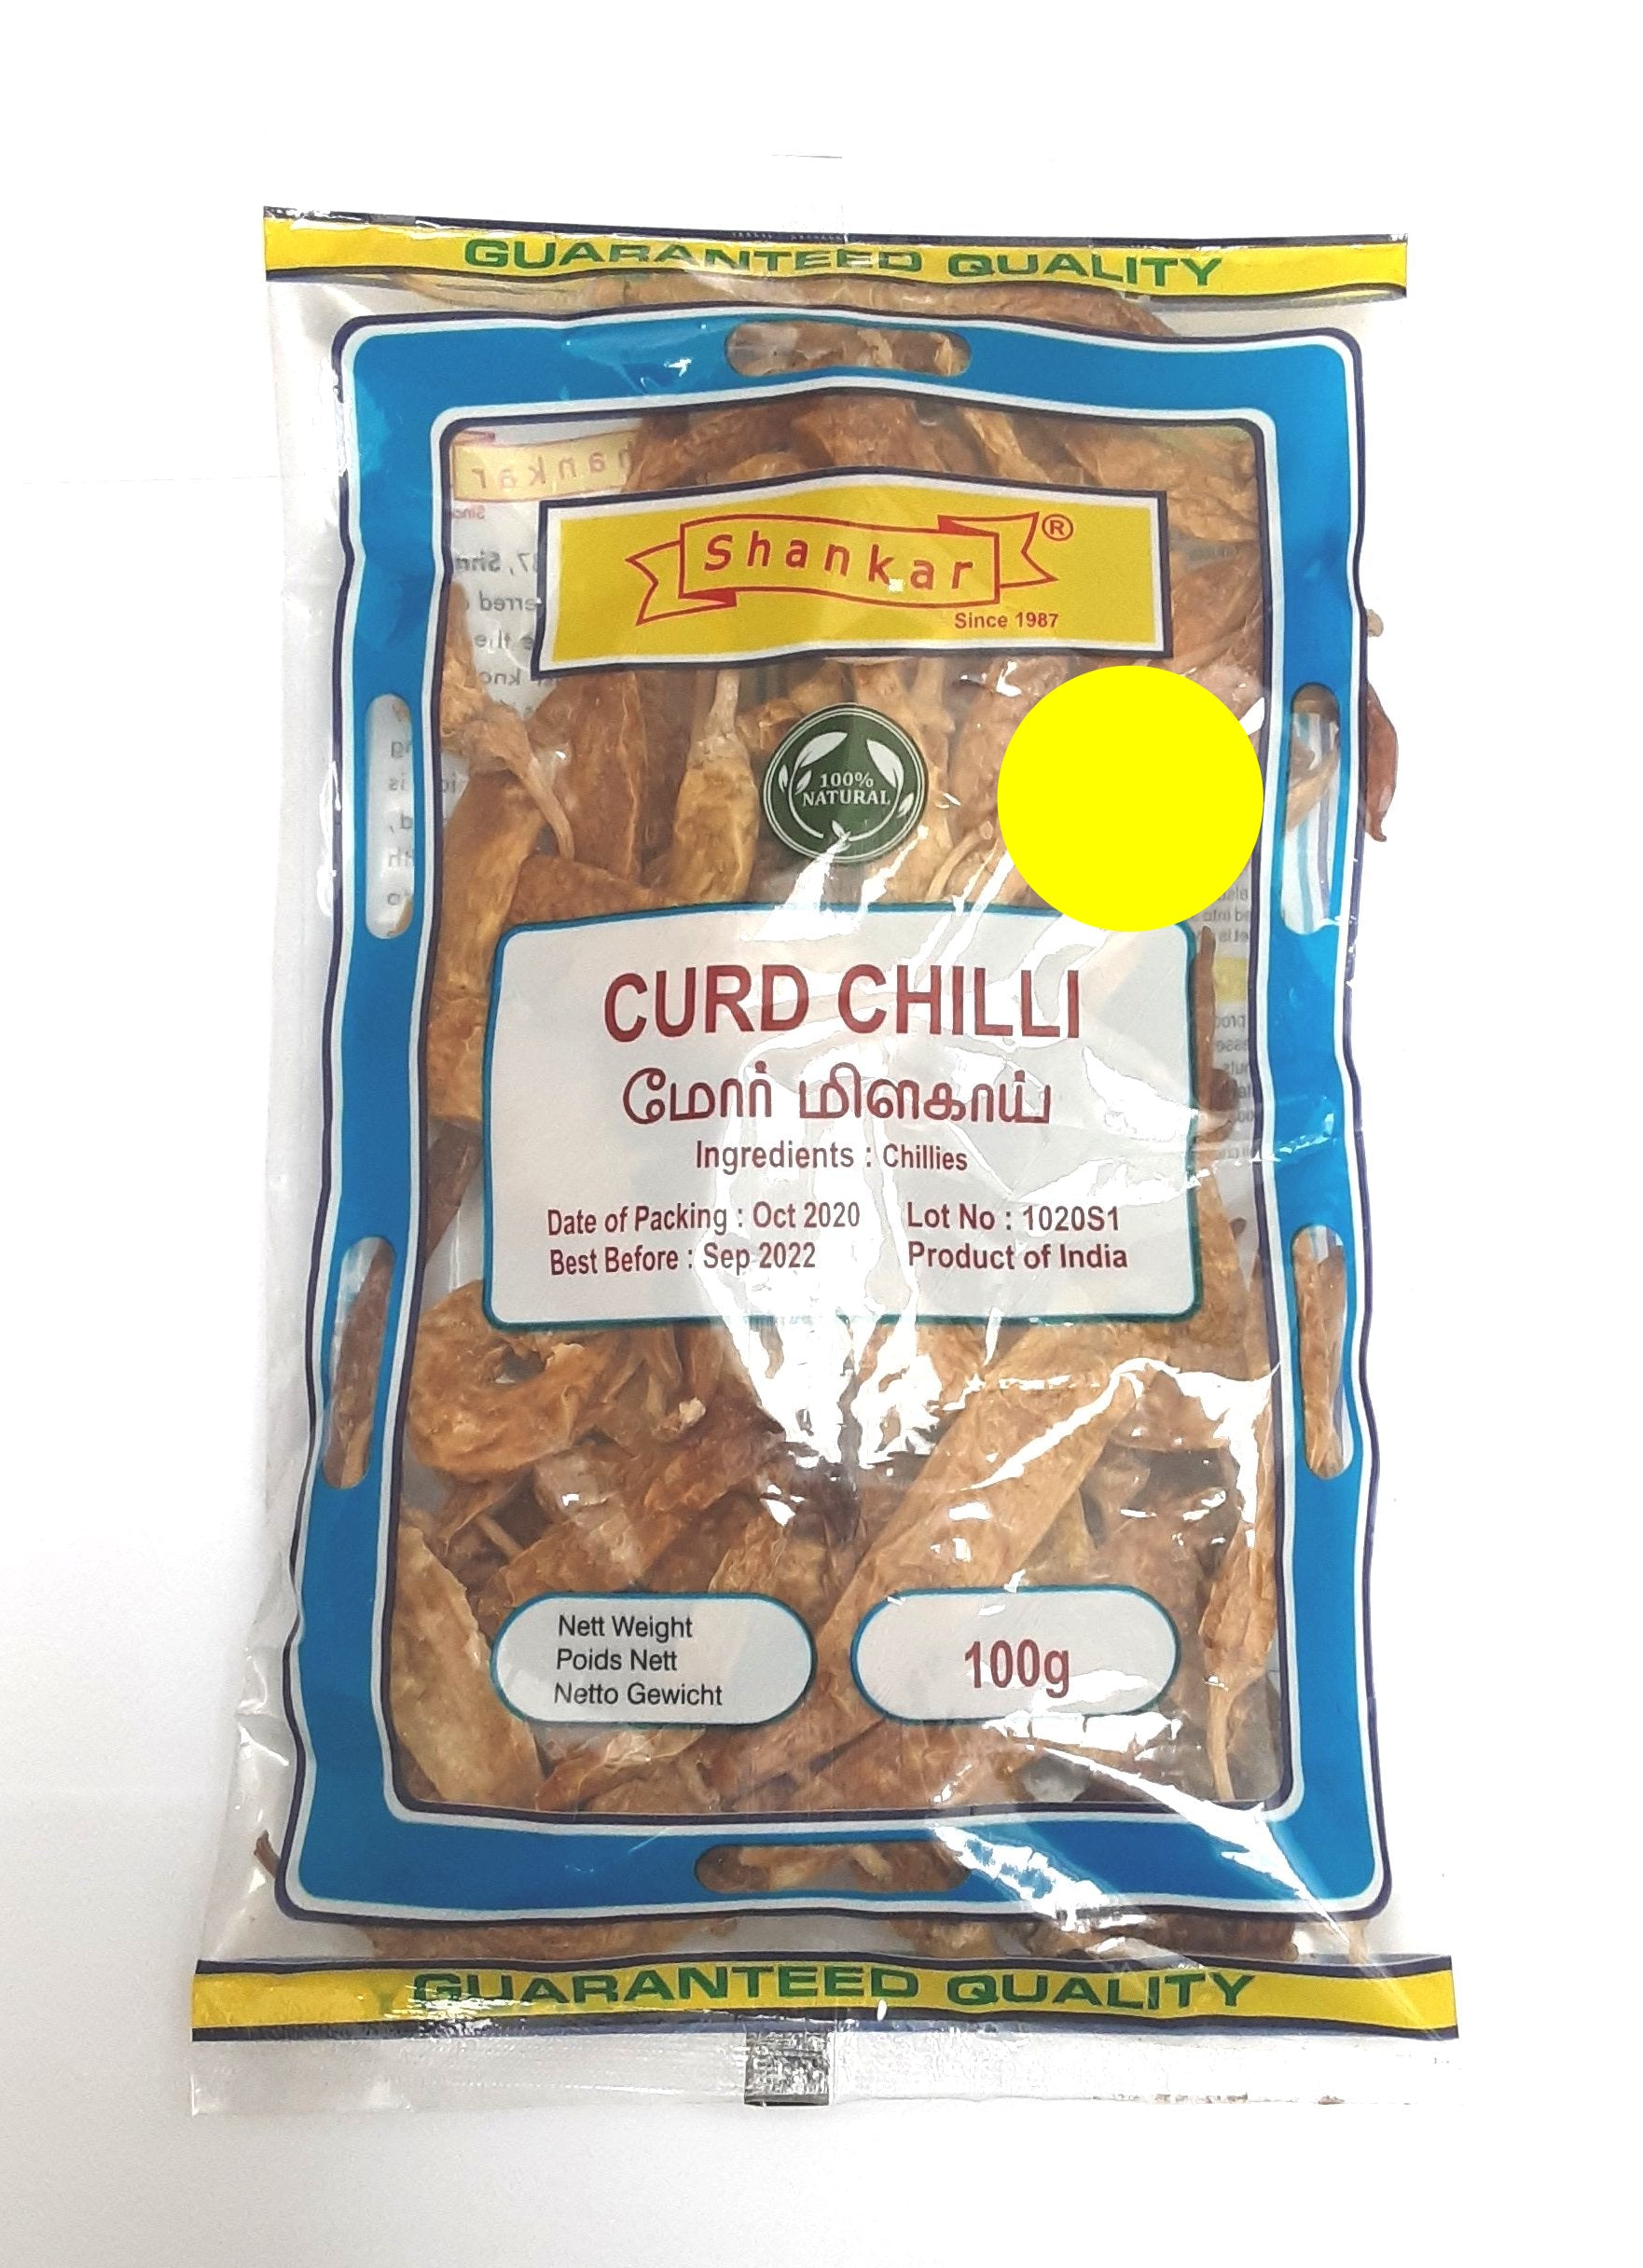 GUARANTEED QUALITY
Shankar®
Since 1987
100%
NATURAL
CURD CHILLI
மோர் மிளகாய்
Ingredients : Chillies
Date of Packing : Oct 2020 Lot No : 1020S1
Best Before : Sep 2022 Product of India
Nett Weight
Poids Nett
Netto Gewicht
100g
GUARANTEED QUALITY